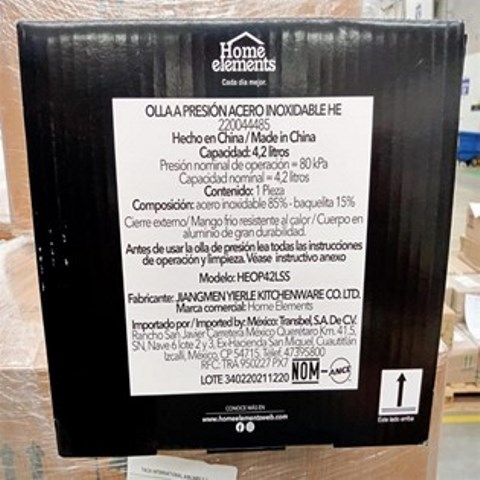 Home
elements
Cada día mejor.
OLLA A PRESIÓN ACERO INOXIDABLE HE
220044485
Hecho en China / Made in China
Capacidad: 4,2 litros
Presión nominal de operación = 80 kPa
Capacidad nominal = 4,2 litros
Contenido: 1 Pieza
Composición: acero inoxidable 85% - baquelita 15%
Cierre externo/ Mango frío resistente al calor / Cuerpo en
aluminio de gran durabilidad.
Antes de usar la olla de presión lea todas las instrucciones
de operación y limpieza. Véase instructivo anexo
Modelo: HEOP42LSS
Fabricante: JIANGMEN YIERLE KITCHENWARE CO. LTD.
Marca comercial: Home Elements
Importado por / Imported by: México: Transbel, S.A. De C.V.
Rancho San Javier Carretera México Querétaro Km. 41.5,
SN, Nave 6 lote 2 y 3, Ex-Hacienda San Miguel, Cuautitlán
Izcalli, México, CP 54715. Télef. 47395800
RFC: TRA 950227 PX7
LOTE 340220211220 NOM-ANCE
CONOCE MÁS EN
www.homeelementsweb.com
Este lado arriba